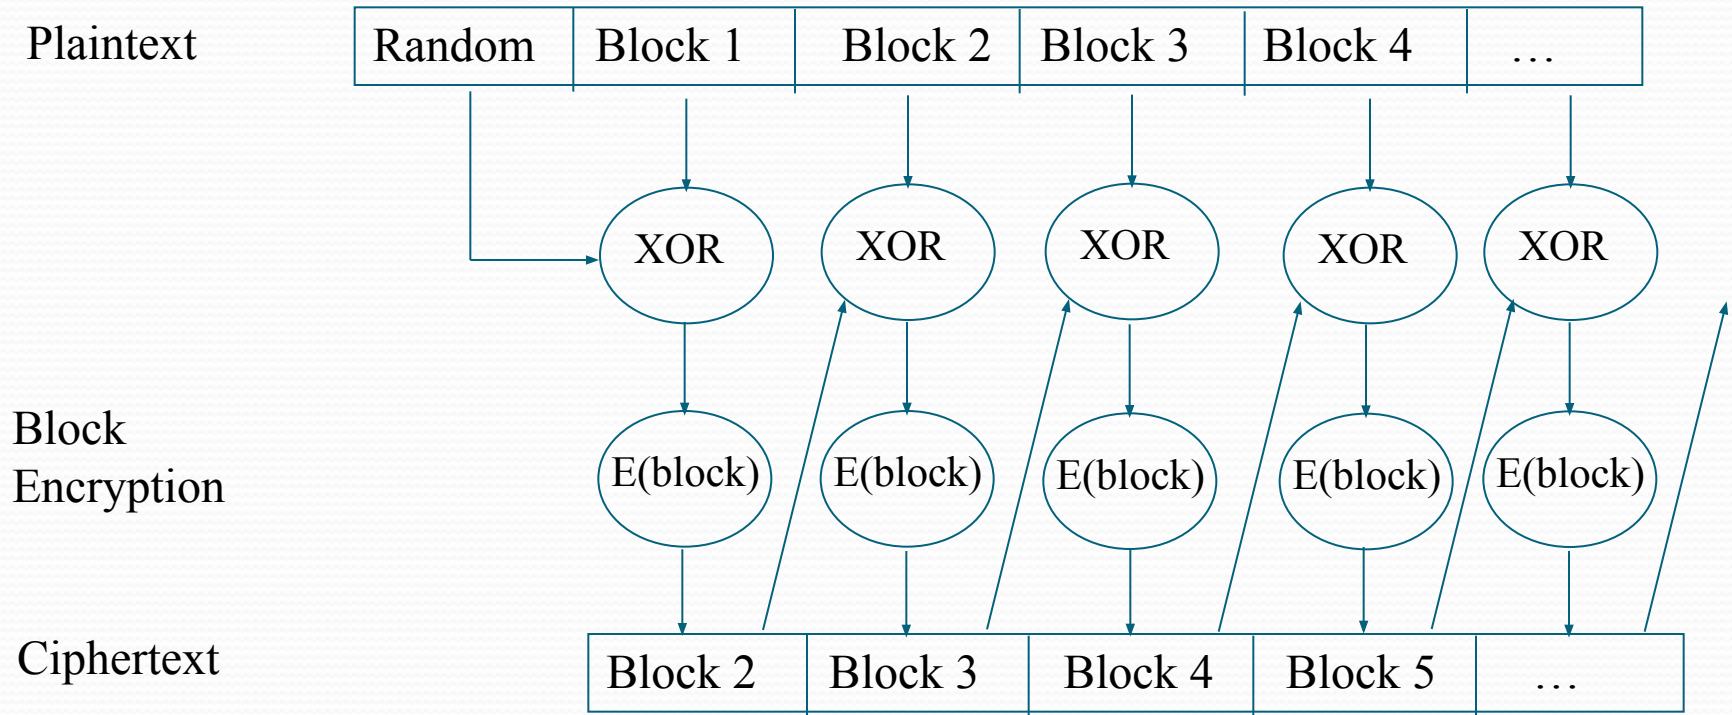 Plaintext
Random Block 1 Block 2 Block 3 Block 4 …
XOR XOR XOR XOR XOR
Block
Encryption
E(block) E(block) E(block) E(block) E(block)
Ciphertext
Block 2 Block 3 Block 4 Block 5 …